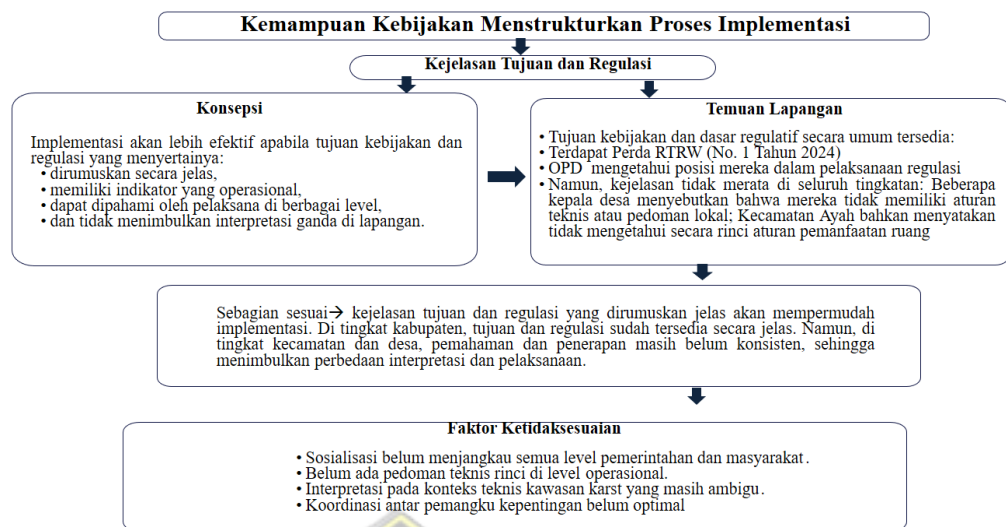 Kemampuan Kebijakan Menstrukturkan Proses Implementasi
Kejelasan Tujuan dan Regulasi
Konsepsi
Implementasi akan lebih efektif apabila tujuan kebijakan dan
regulasi yang menyertainya:
• dirumuskan secara jelas,
• memiliki indikator yang operasional,
• dapat dipahami oleh pelaksana di berbagai level,
• dan tidak menimbulkan interpretasi ganda di lapangan.
Temuan Lapangan
• Tujuan kebijakan dan dasar regulatif secara umum tersedia:
• Terdapat Perda RTRW (No. 1 Tahun 2024)
• OPD mengetahui posisi mereka dalam pelaksanaan regulasi
• Namun, kejelasan tidak merata di seluruh tingkatan: Beberapa
kepala desa menyebutkan bahwa mereka tidak memiliki aturan
teknis atau pedoman lokal; Kecamatan Ayah bahkan menyatakan
tidak mengetahui secara rinci aturan pemanfaatan ruang
Sebagian sesuai→ kejelasan tujuan dan regulasi yang dirumuskan jelas akan mempermudah
implementasi. Di tingkat kabupaten, tujuan dan regulasi sudah tersedia secara jelas. Namun, di
tingkat kecamatan dan desa, pemahaman dan penerapan masih belum konsisten, sehingga
menimbulkan perbedaan interpretasi dan pelaksanaan.
Faktor Ketidaksesuaian
• Sosialisasi belum menjangkau semua level pemerintahan dan masyarakat.
• Belum ada pedoman teknis rinci di level operasional.
• Interpretasi pada konteks teknis kawasan karst yang masih ambigu.
• Koordinasi antar pemangku kepentingan belum optimal